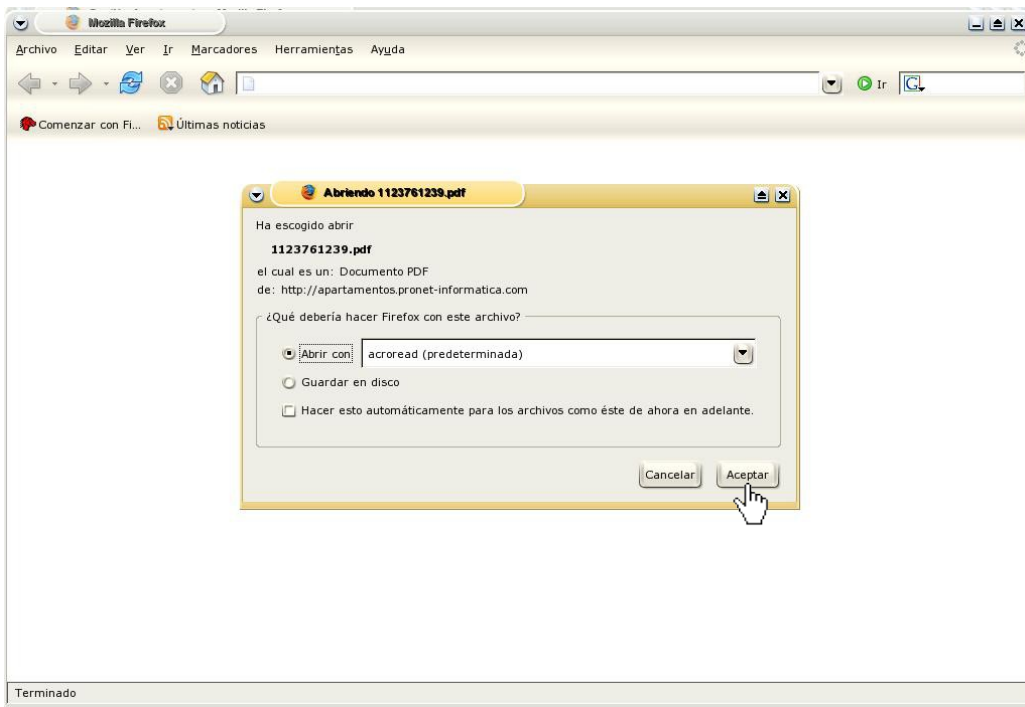 Mozilla Firefox
Archivo Editar Ver Ir Marcadores Herramientas Ayuda
Ir G
Comenzar con Fi... Últimas noticias
Abriendo 1123761239.pdf
Ha escogido abrir
1123761239.pdf
el cual es un: Documento PDF
de: http://apartamentos.pronet-informatica.com
¿Qué debería hacer Firefox con este archivo?
Abrir con acroread (predeterminada)
Guardar en disco
Hacer esto automáticamente para los archivos como éste de ahora en adelante.
Cancelar Aceptar
Terminado